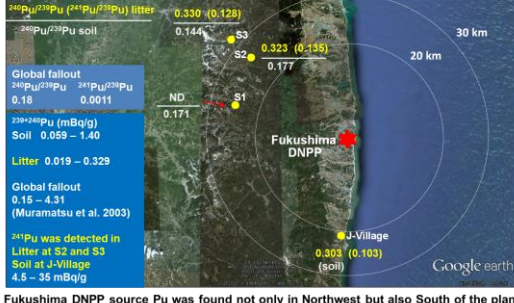 ²⁴⁰Pu/²³⁹Pu (²⁴¹Pu/²³⁹Pu) litter
²⁴⁰Pu/²³⁹Pu soil
0.330 (0.128)
0.144
S3
0.323 (0.135)
S2
0.177
30 km
20 km
Global fallout
²⁴⁰Pu/²³⁹Pu ²⁴¹Pu/²³⁹Pu
0.18 0.0011
ND
S1
0.171
²³⁹⁺²⁴⁰Pu (mBq/g)
Soil 0.059 – 1.40
Litter 0.019 – 0.329
Global fallout
0.15 – 4.31
(Muramatsu et al. 2003)
²⁴¹Pu was detected in
Litter at S2 and S3
Soil at J-Village
4.5 – 35 mBq/g
Fukushima
DNPP
J-Village
0.303 (0.103)
(soil)
Google earth
Fukushima DNPP source Pu was found not only in Northwest but also South of the plan